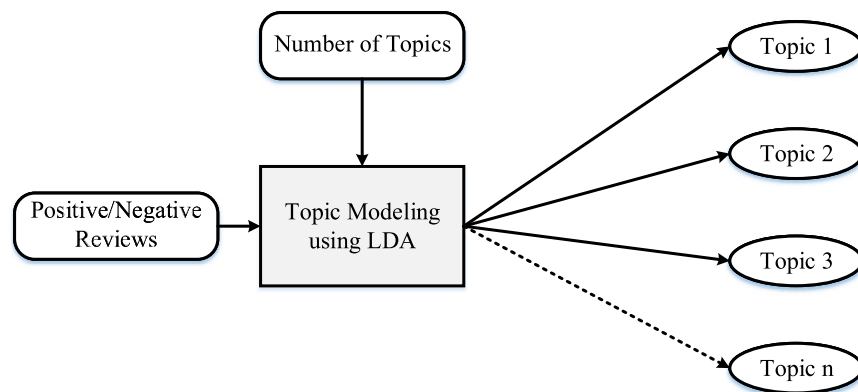 Number of Topics
Positive/Negative
Reviews
Topic Modeling
using LDA
Topic 1
Topic 2
Topic 3
Topic n